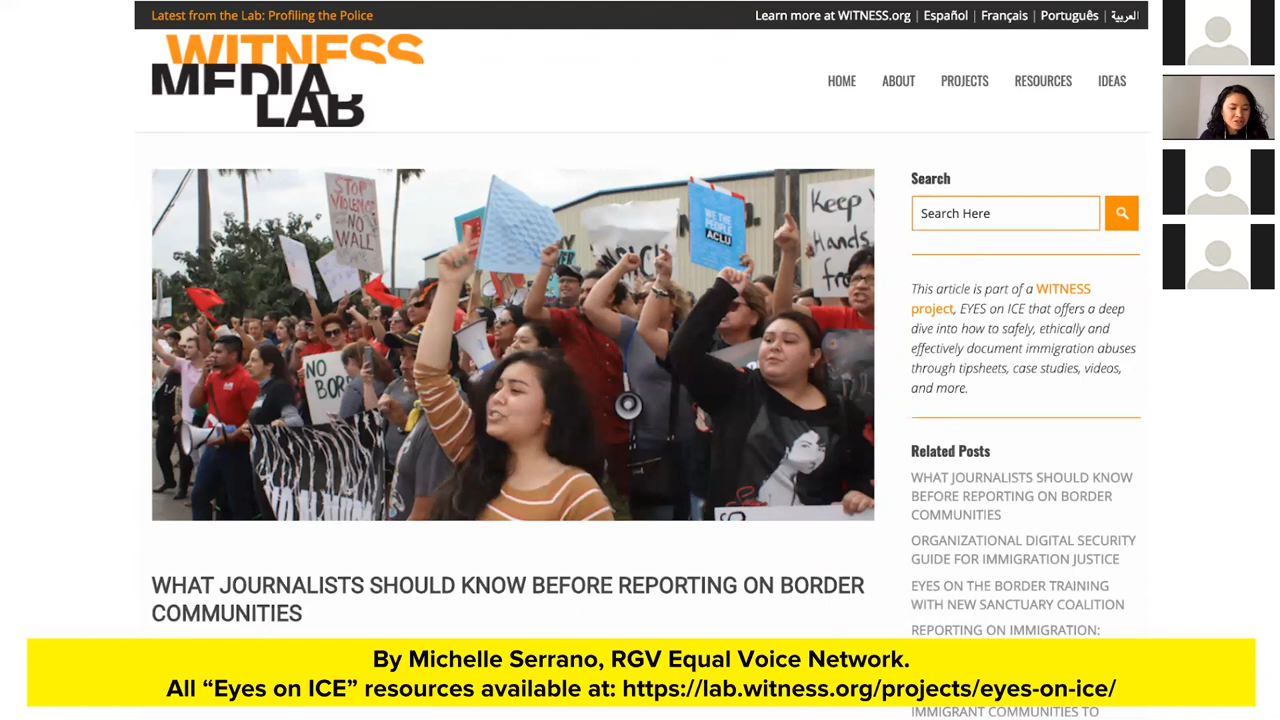 Latest from the Lab: Profiling the Police
Learn more at WITNESS.org | Español | Français | Português | العربية
WITNESS
MEDIA
LAB
HOME ABOUT PROJECTS RESOURCES IDEAS
STOP
VIOLENCE
NO
WALL
WE THE
PEOPLE
ACLU
Keep
Hands
NO
Search
Search Here
This article is part of a WITNESS
project, EYES on ICE that offers a deep
dive into how to safely, ethically and
effectively document immigration abuses
through tipsheets, case studies, videos,
and more.
Related Posts
WHAT JOURNALISTS SHOULD KNOW
BEFORE REPORTING ON BORDER
COMMUNITIES
ORGANIZATIONAL DIGITAL SECURITY
GUIDE FOR IMMIGRATION JUSTICE
EYES ON THE BORDER TRAINING
WITH NEW SANCTUARY COALITION
REPORTING ON IMMIGRATION:
IMMIGRANT COMMUNITIES TO
WHAT JOURNALISTS SHOULD KNOW BEFORE REPORTING ON BORDER
COMMUNITIES
By Michelle Serrano, RGV Equal Voice Network.
All “Eyes on ICE” resources available at: https://lab.witness.org/projects/eyes-on-ice/